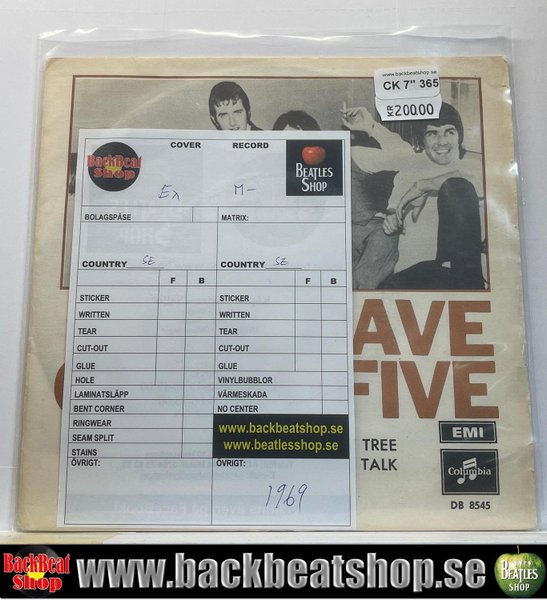 www.backbeatshop.se
CK 7" 365
KR 200.00
COVER RECORD
BackBeat Shop
BEATLES SHOP
Ex M-
BOLAGSPÅSE MATRIX:
COUNTRY SE COUNTRY SE
F B F B
STICKER STICKER
WRITTEN WRITTEN
TEAR TEAR
CUT-OUT CUT-OUT
GLUE GLUE
HOLE VINYLBUBBLOR
LAMINATSLÄPP VÄRMESKADA
BENT CORNER NO CENTER
RINGWEAR
SEAM SPLIT
STAINS
www.backbeatshop.se
www.beatlesshop.se
ÖVRIGT: ÖVRIGT:
1969
AVE
FIVE
TREE
TALK
EMI
Columbia
DB 8545
BackBeat Shop
www.backbeatshop.se
BEATLES SHOP